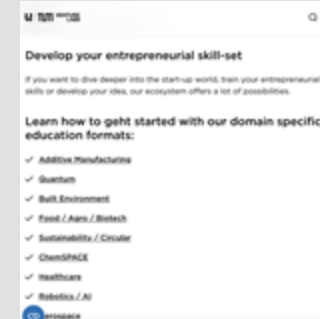 TUM
Develop your entrepreneurial skill-set
If you want to dive deeper into the start-up world, train your entrepreneurial
skills or develop your idea, our ecosystem offers a lot of possibilities.
Learn how to geht started with our domain specific
education formats:
Additive Manufacturing
Quantum
Built Environment
Food / Agro / Biotech
Sustainability / Circular
ChemSPACE
Healthcare
Robotics / AI
erospace